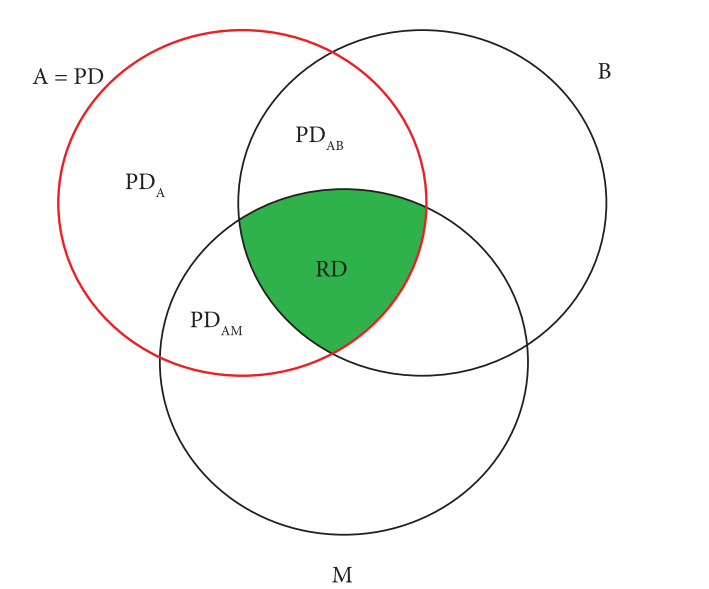 B
A = PD
PD_AB
PD_A
RD
PD_AM
M